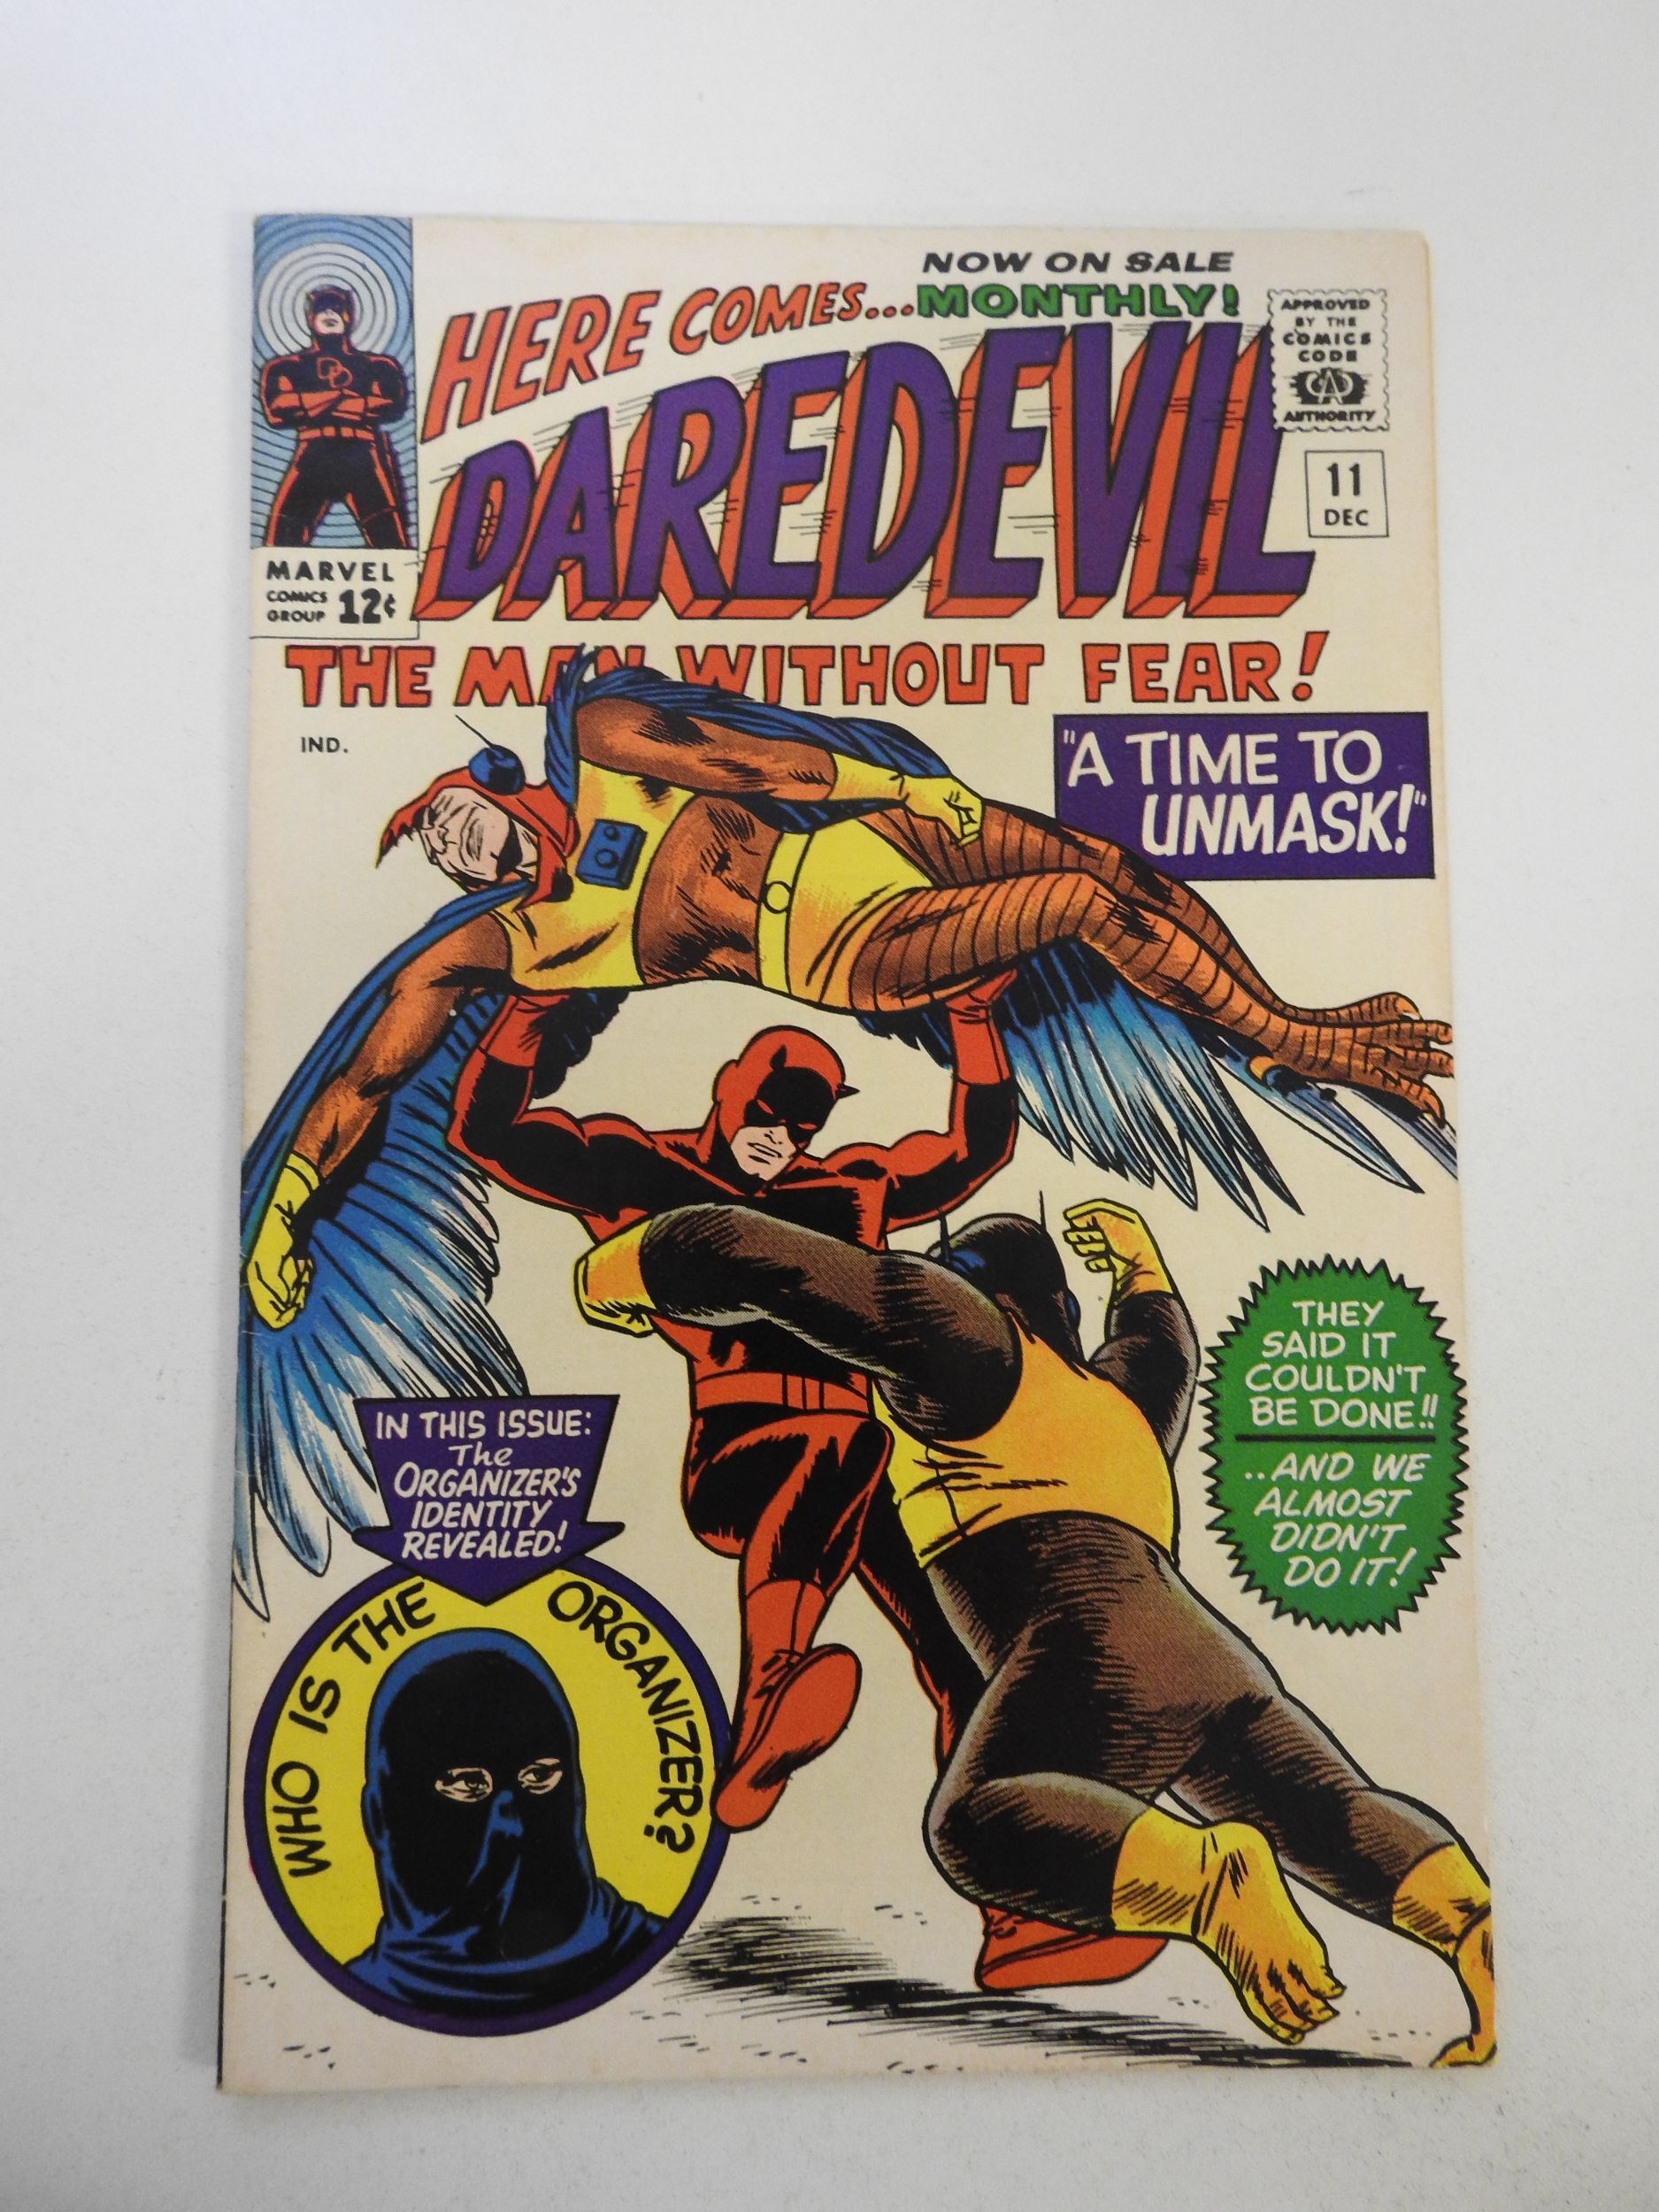 NOW ON SALE
HERE COMES...MONTHLY!
DAREDEVIL
THE MAN WITHOUT FEAR!
DD
MARVEL
COMICS
GROUP 12¢
APPROVED
BY THE
COMICS
CODE
CA
AUTHORITY
11
DEC
IND.
"A TIME TO
UNMASK!"
THEY
SAID IT
COULDN'T
BE DONE!!
..AND WE
ALMOST
DIDN'T
DO IT!
IN THIS ISSUE:
The
ORGANIZER'S
IDENTITY
REVEALED!
WHO IS THE ORGANIZER?